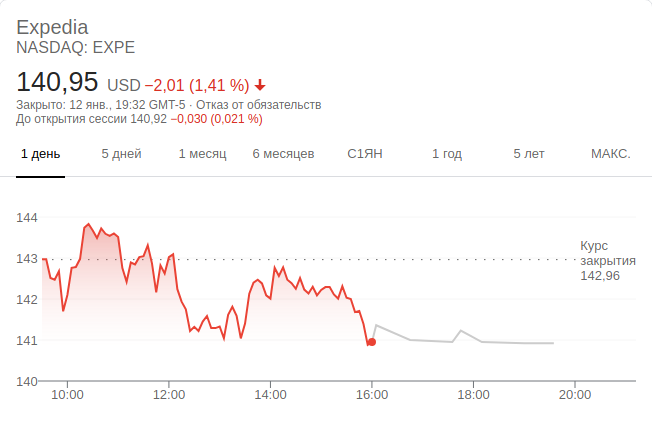 Expedia
NASDAQ: EXPE
140,95 USD −2,01 (1,41 %)
Закрыто: 12 янв., 19:32 GMT-5 · Отказ от обязательств
До открытия сессии 140,92 −0,030 (0,021 %)
1 день 5 дней 1 месяц 6 месяцев С1ЯН 1 год 5 лет МАКС.
144
143
142
141
140
Курс
закрытия
142,96
10:00 12:00 14:00 16:00 18:00 20:00